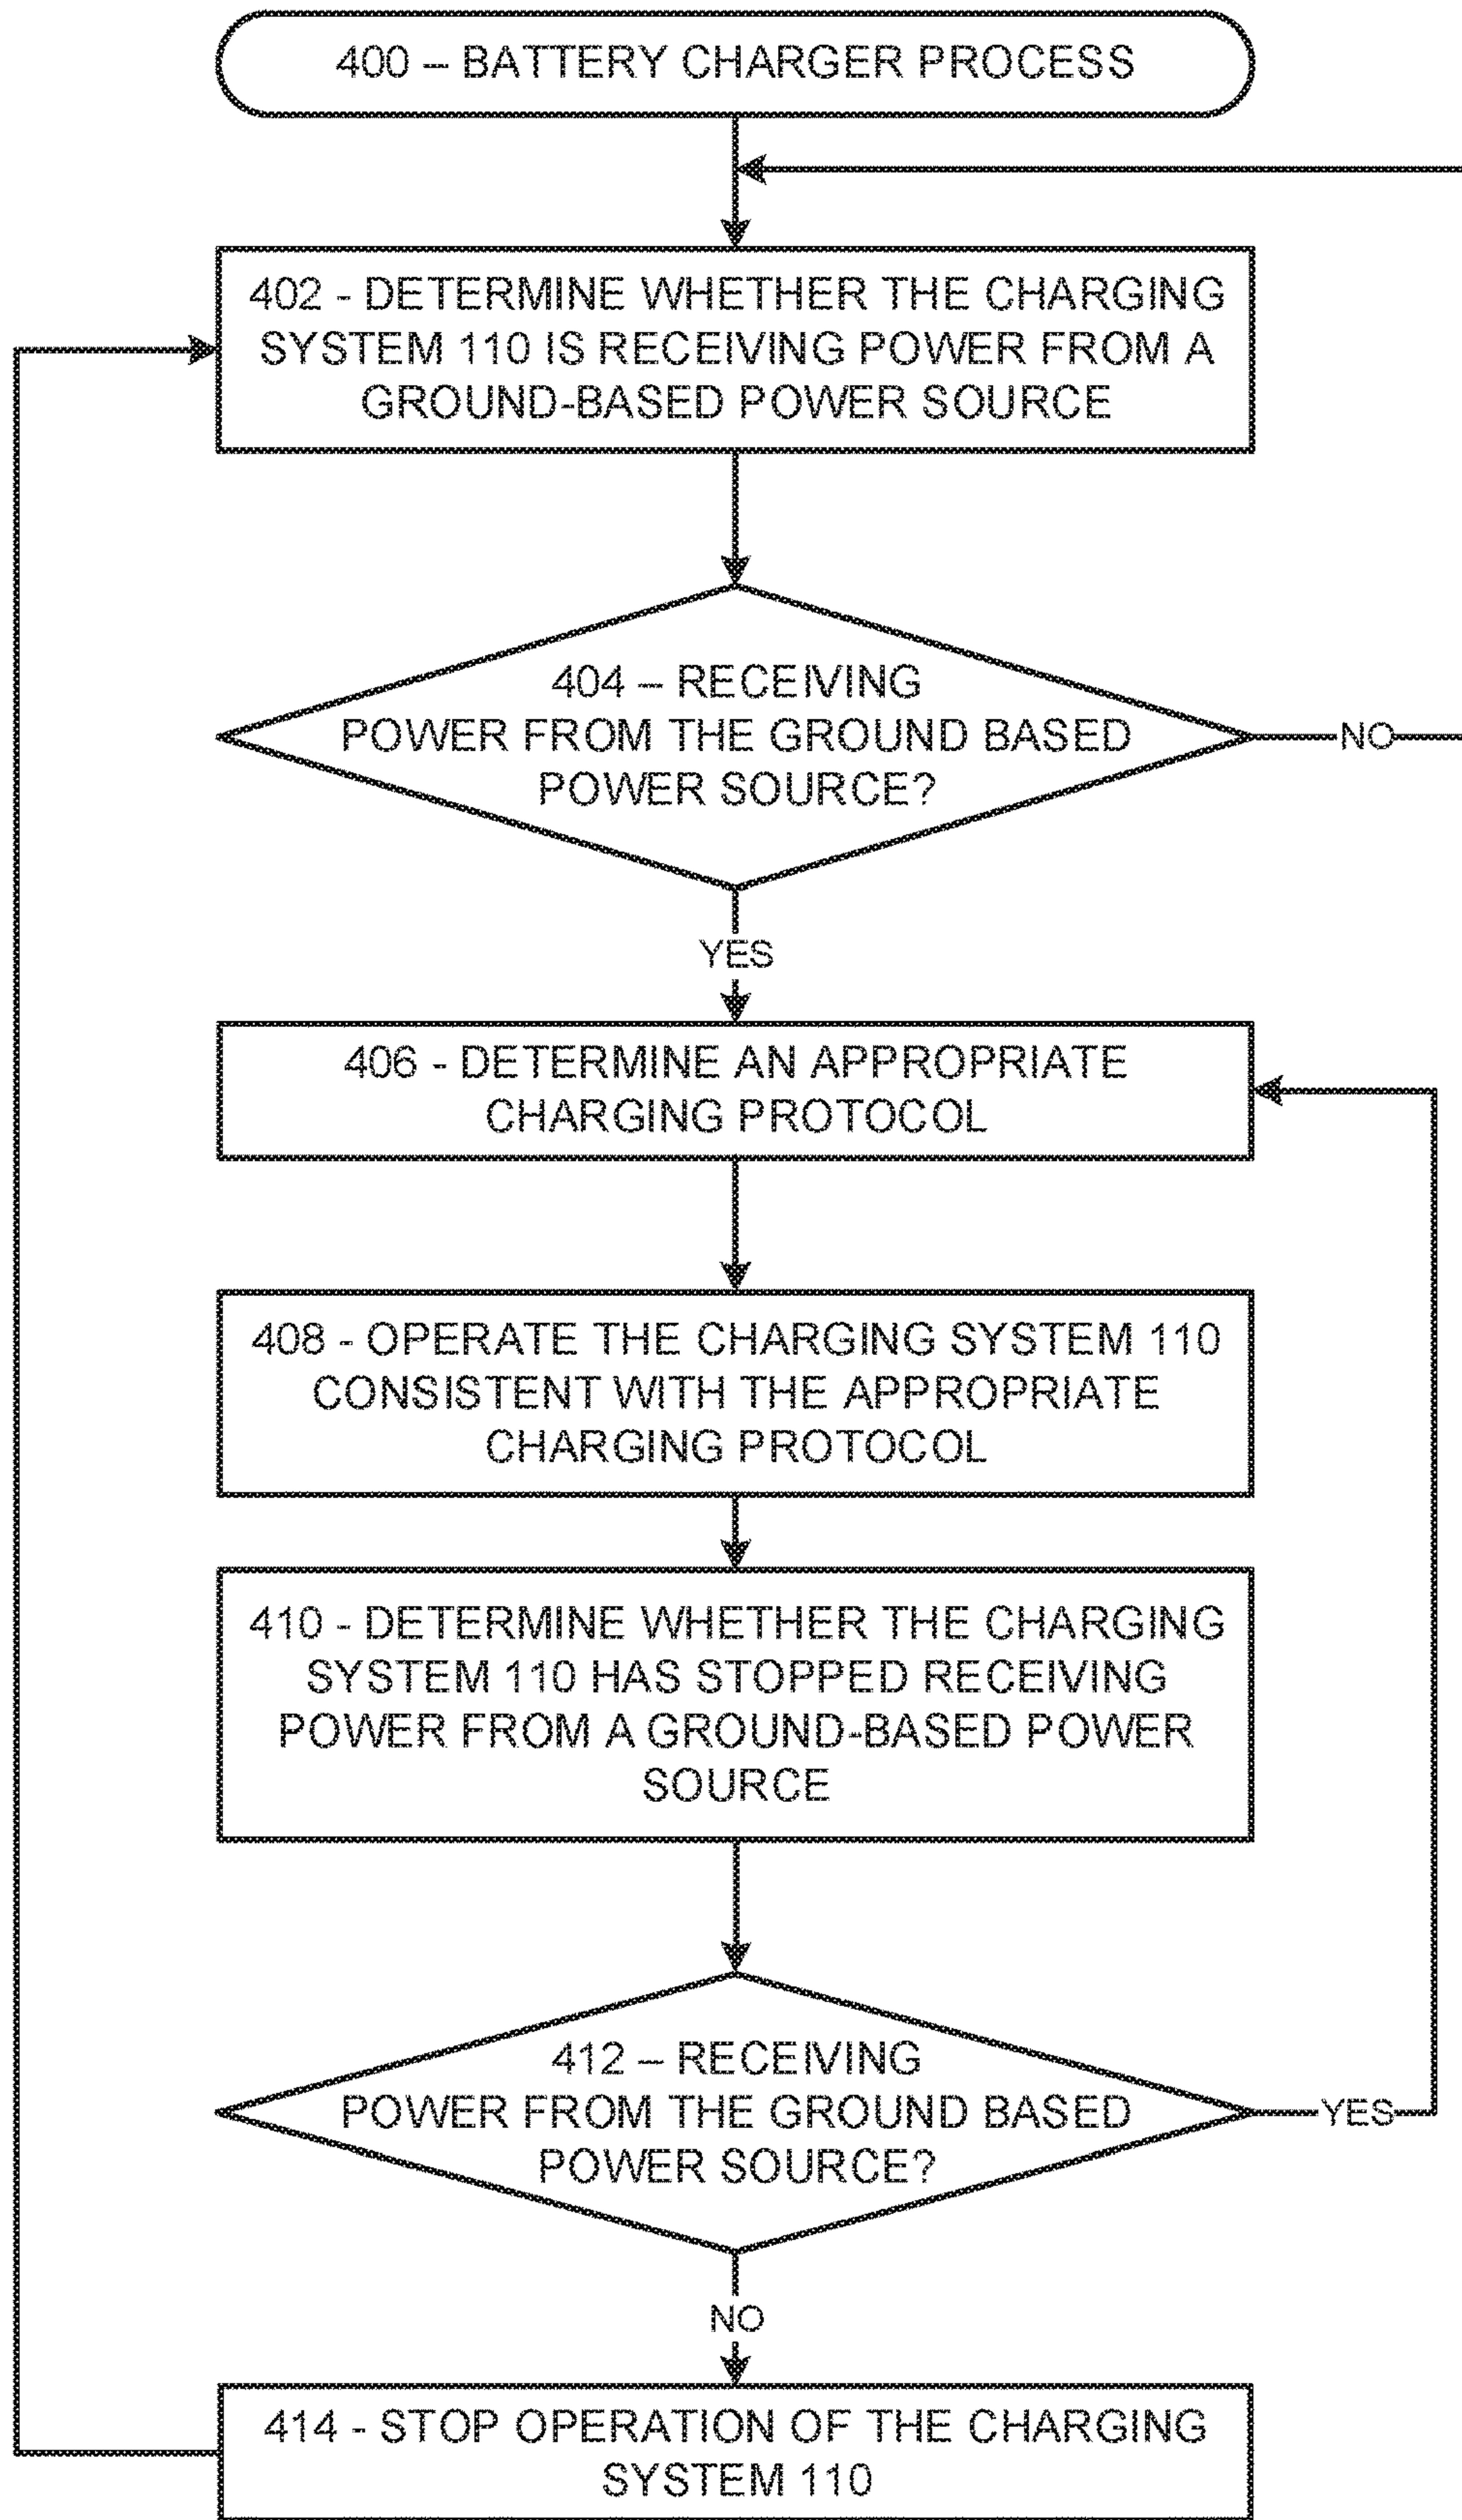 400 – BATTERY CHARGER PROCESS
402 - DETERMINE WHETHER THE CHARGING
SYSTEM 110 IS RECEIVING POWER FROM A
GROUND-BASED POWER SOURCE
404 – RECEIVING
POWER FROM THE GROUND BASED
POWER SOURCE?
NO
YES
406 - DETERMINE AN APPROPRIATE
CHARGING PROTOCOL
408 - OPERATE THE CHARGING SYSTEM 110
CONSISTENT WITH THE APPROPRIATE
CHARGING PROTOCOL
410 - DETERMINE WHETHER THE CHARGING
SYSTEM 110 HAS STOPPED RECEIVING
POWER FROM A GROUND-BASED POWER
SOURCE
412 – RECEIVING
POWER FROM THE GROUND BASED
POWER SOURCE?
YES
NO
414 - STOP OPERATION OF THE CHARGING
SYSTEM 110